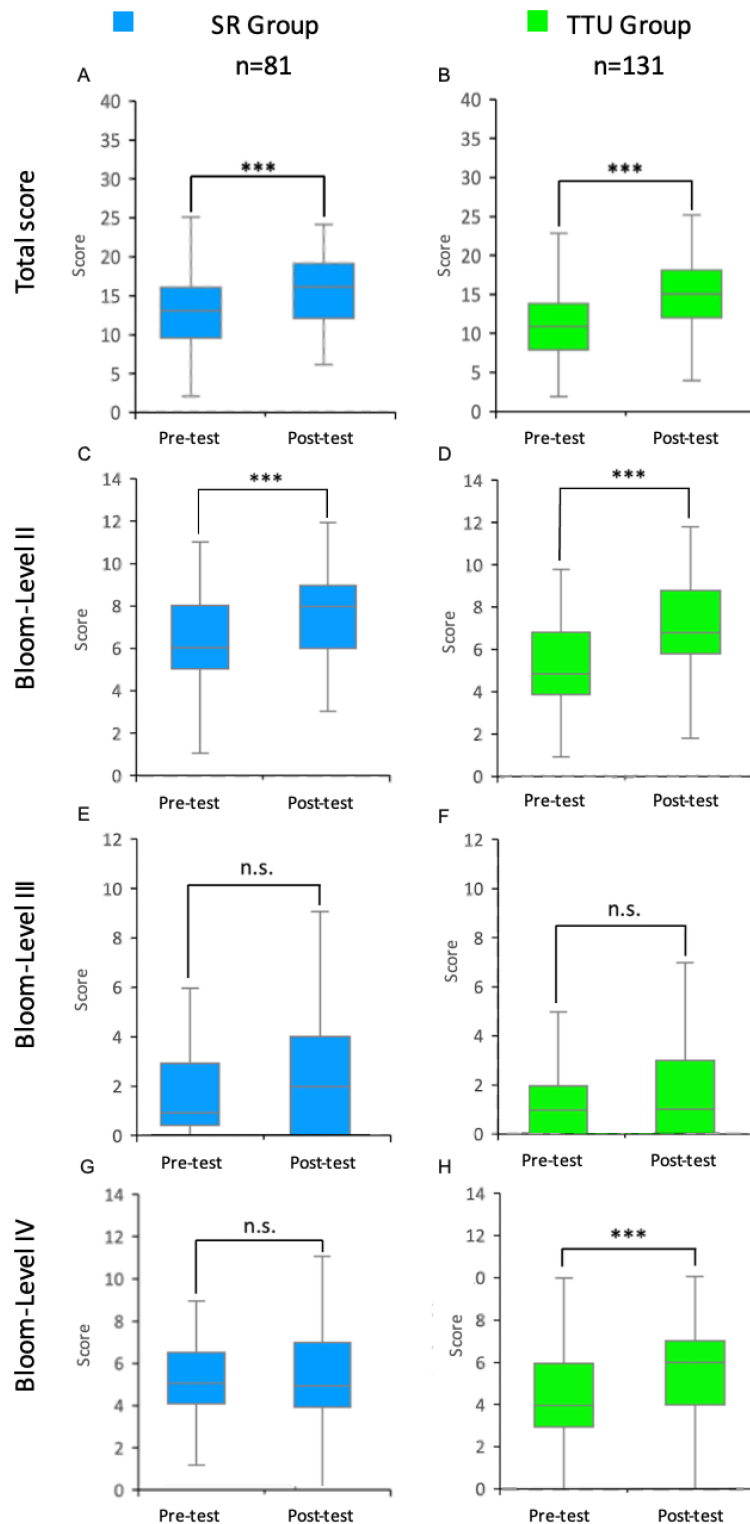 SR Group
n=81
TTU Group
n=131
Total score
A
40
35
30
25
20
15
10
5
0
Score
***
Pre-test
Post-test
B
40
35
30
25
20
15
10
5
0
Score
***
Pre-test
Post-test
Bloom-Level II
C
14
12
10
8
6
4
2
0
Score
***
Pre-test
Post-test
D
14
12
10
8
6
4
2
0
Score
***
Pre-test
Post-test
Bloom-Level III
E
12
10
8
6
4
2
0
Score
n.s.
Pre-test
Post-test
F
12
10
8
6
4
2
0
Score
n.s.
Pre-test
Post-test
Bloom-Level IV
G
14
12
10
8
6
4
2
0
Score
n.s.
Pre-test
Post-test
H
14
12
0
8
6
4
2
0
Score
***
Pre-test
Post-test